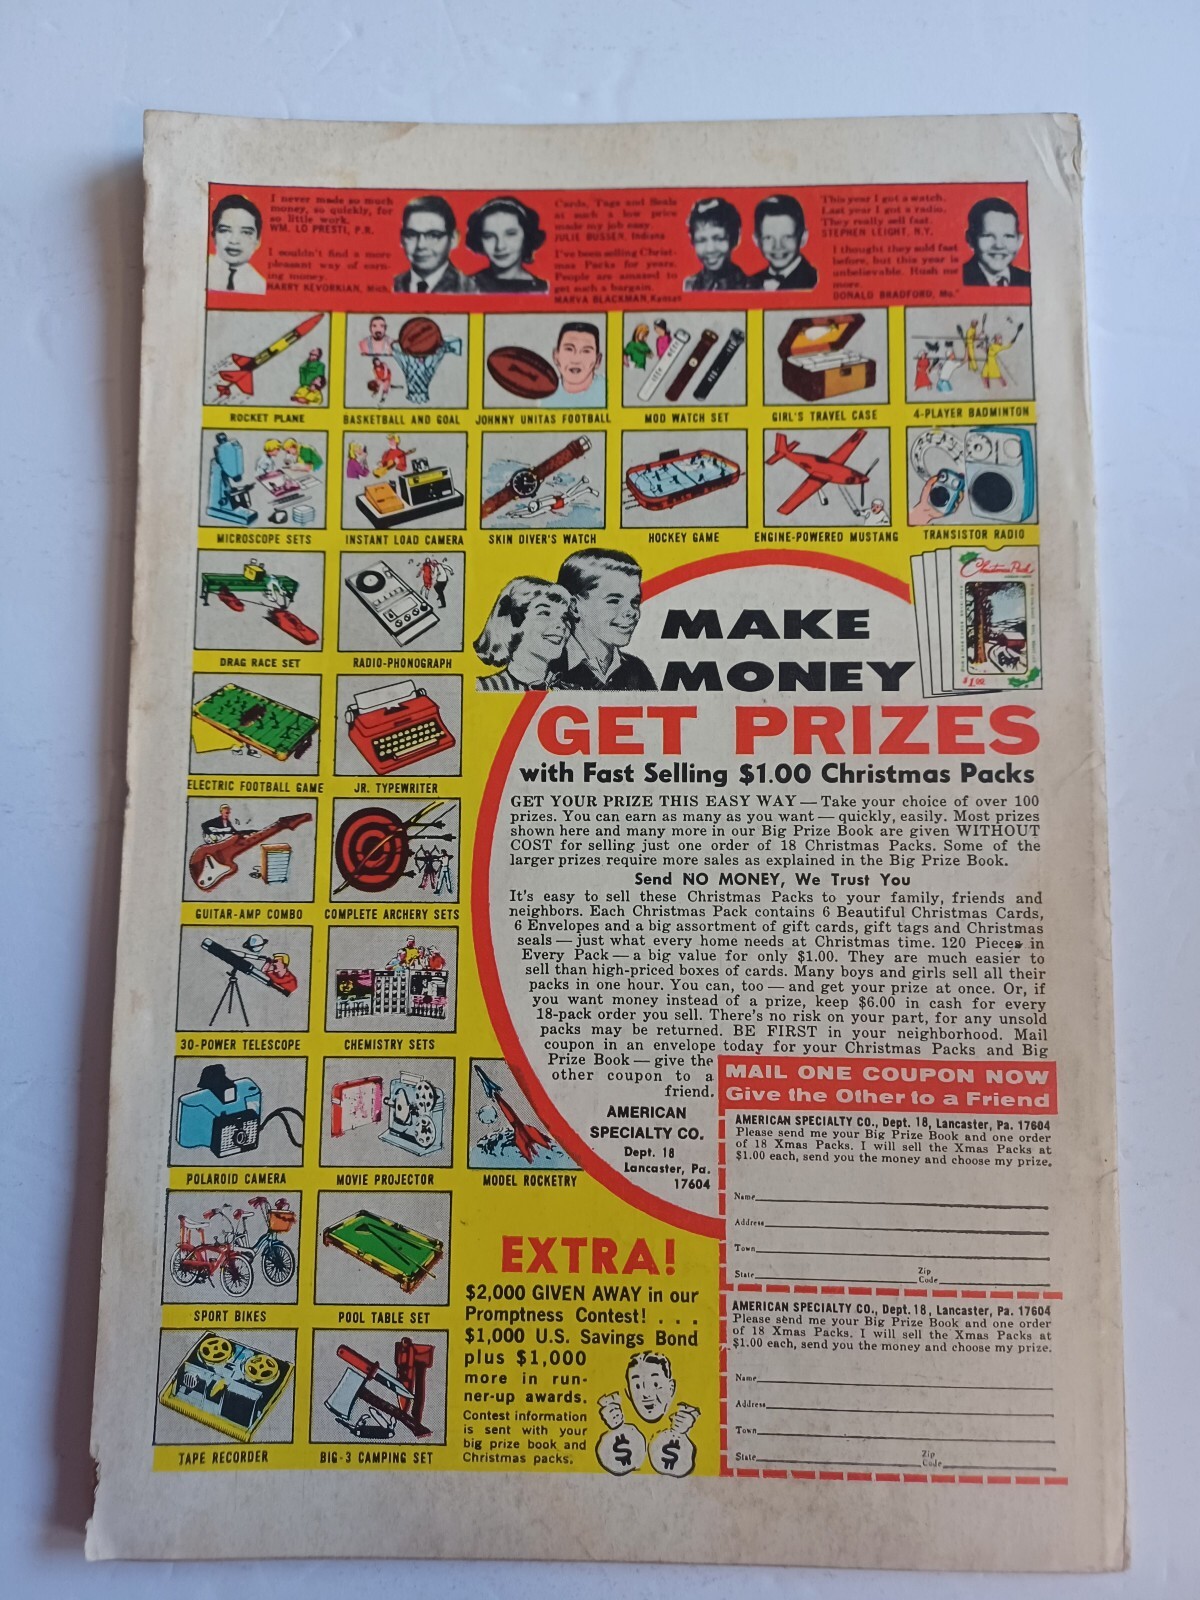 I never made so much
money, so quickly, for
so little work.
WM. LO PRESTI, P.R.
I couldn't find a more
pleasant way of earn-
ing money.
HARRY KEVORKIAN, Mich.
Cards, Tags and Seals
at such a low price
made my job easy.
JULIE BUSSEN, Indiana
I've been selling Christ-
mas Packs for years.
People are amazed to
get such a bargain.
MARVA BLACKMAN, Kansas
This year I got a watch.
Last year I got a radio.
They really sell fast.
STEPHEN LEIGHT, N.Y.
I thought they sold fast
before, but this year is
unbelievable. Rush me
more.
DONALD BRADFORD, Mo."
ROCKET PLANE
BASKETBALL AND GOAL
JOHNNY UNITAS FOOTBALL
MOD WATCH SET
GIRL'S TRAVEL CASE
4-PLAYER BADMINTON
MICROSCOPE SETS
INSTANT LOAD CAMERA
SKIN DIVER'S WATCH
HOCKEY GAME
ENGINE-POWERED MUSTANG
TRANSISTOR RADIO
DRAG RACE SET
RADIO-PHONOGRAPH
ELECTRIC FOOTBALL GAME
JR. TYPEWRITER
GUITAR-AMP COMBO
COMPLETE ARCHERY SETS
30-POWER TELESCOPE
CHEMISTRY SETS
POLAROID CAMERA
MOVIE PROJECTOR
MODEL ROCKETRY
SPORT BIKES
POOL TABLE SET
TAPE RECORDER
BIG-3 CAMPING SET
Christmas Pack
$1.00
MAKE
MONEY
GET PRIZES
with Fast Selling $1.00 Christmas Packs
GET YOUR PRIZE THIS EASY WAY — Take your choice of over 100
prizes. You can earn as many as you want — quickly, easily. Most prizes
shown here and many more in our Big Prize Book are given WITHOUT
COST for selling just one order of 18 Christmas Packs. Some of the
larger prizes require more sales as explained in the Big Prize Book.
Send NO MONEY, We Trust You
It's easy to sell these Christmas Packs to your family, friends and
neighbors. Each Christmas Pack contains 6 Beautiful Christmas Cards,
6 Envelopes and a big assortment of gift cards, gift tags and Christmas
seals — just what every home needs at Christmas time. 120 Pieces in
Every Pack — a big value for only $1.00. They are much easier to
sell than high-priced boxes of cards. Many boys and girls sell all their
packs in one hour. You can, too — and get your prize at once. Or, if
you want money instead of a prize, keep $6.00 in cash for every
18-pack order you sell. There's no risk on your part, for any unsold
packs may be returned. BE FIRST in your neighborhood. Mail
coupon in an envelope today for your Christmas Packs and Big
Prize Book — give the
other coupon to a
friend.
AMERICAN
SPECIALTY CO.
Dept. 18
Lancaster, Pa.
17604
EXTRA!
$2,000 GIVEN AWAY in our
Promptness Contest! . . .
$1,000 U.S. Savings Bond
plus $1,000
more in run-
ner-up awards.
Contest information
is sent with your
big prize book and
Christmas packs.
$ $
MAIL ONE COUPON NOW
Give the Other to a Friend
AMERICAN SPECIALTY CO., Dept. 18, Lancaster, Pa. 17604
Please send me your Big Prize Book and one order
of 18 Xmas Packs. I will sell the Xmas Packs at
$1.00 each, send you the money and choose my prize.
Name
Address
Town
State Zip Code
AMERICAN SPECIALTY CO., Dept. 18, Lancaster, Pa. 17604
Please send me your Big Prize Book and one order
of 18 Xmas Packs. I will sell the Xmas Packs at
$1.00 each, send you the money and choose my prize.
Name
Address
Town
State Zip Code